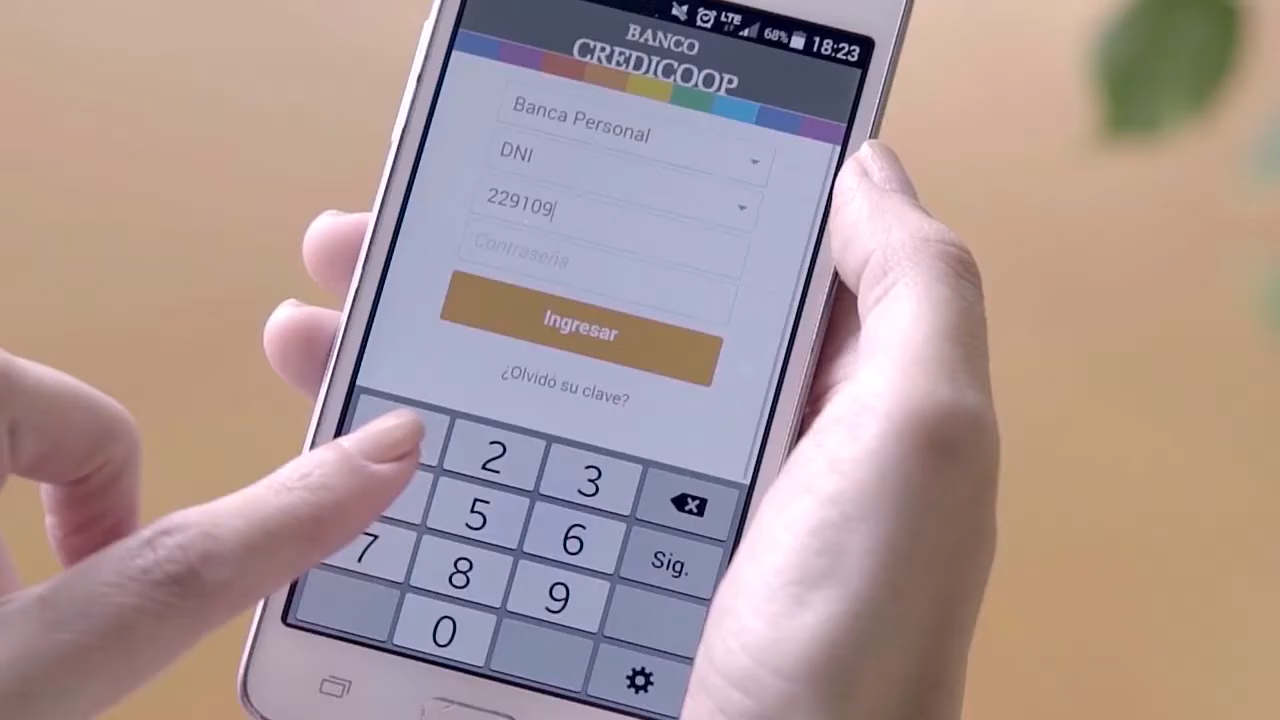 LTE 68% 18:23
BANCO
CREDICOOP
Banca Personal
DNI
229109
Contraseña
Ingresar
¿Olvidó su clave?
2 3
5 6 Sig.
7 8 9
0